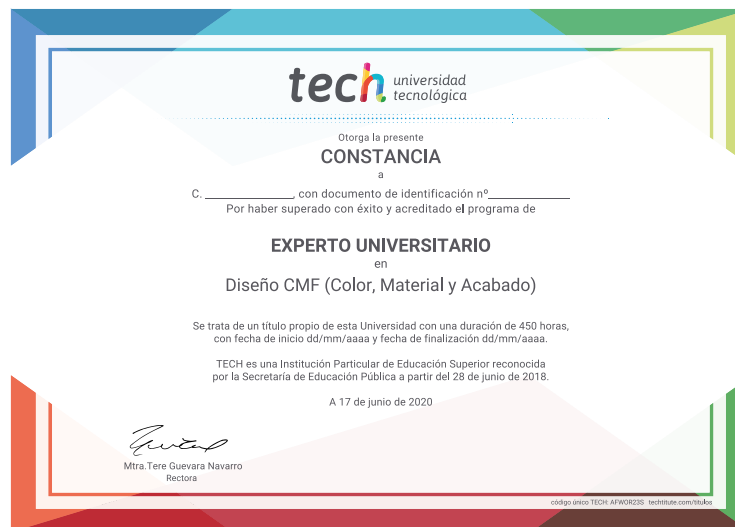 tech universidad
tecnológica
Otorga la presente
CONSTANCIA
a
C. ______________, con documento de identificación nº_____________
Por haber superado con éxito y acreditado el programa de
EXPERTO UNIVERSITARIO
en
Diseño CMF (Color, Material y Acabado)
Se trata de un título propio de esta Universidad con una duración de 450 horas,
con fecha de inicio dd/mm/aaaa y fecha de finalización dd/mm/aaaa.
TECH es una Institución Particular de Educación Superior reconocida
por la Secretaría de Educación Pública a partir del 28 de junio de 2018.
A 17 de junio de 2020
Mtra.Tere Guevara Navarro
Rectora
código único TECH: AFWOR23S techtitute.com/titulos